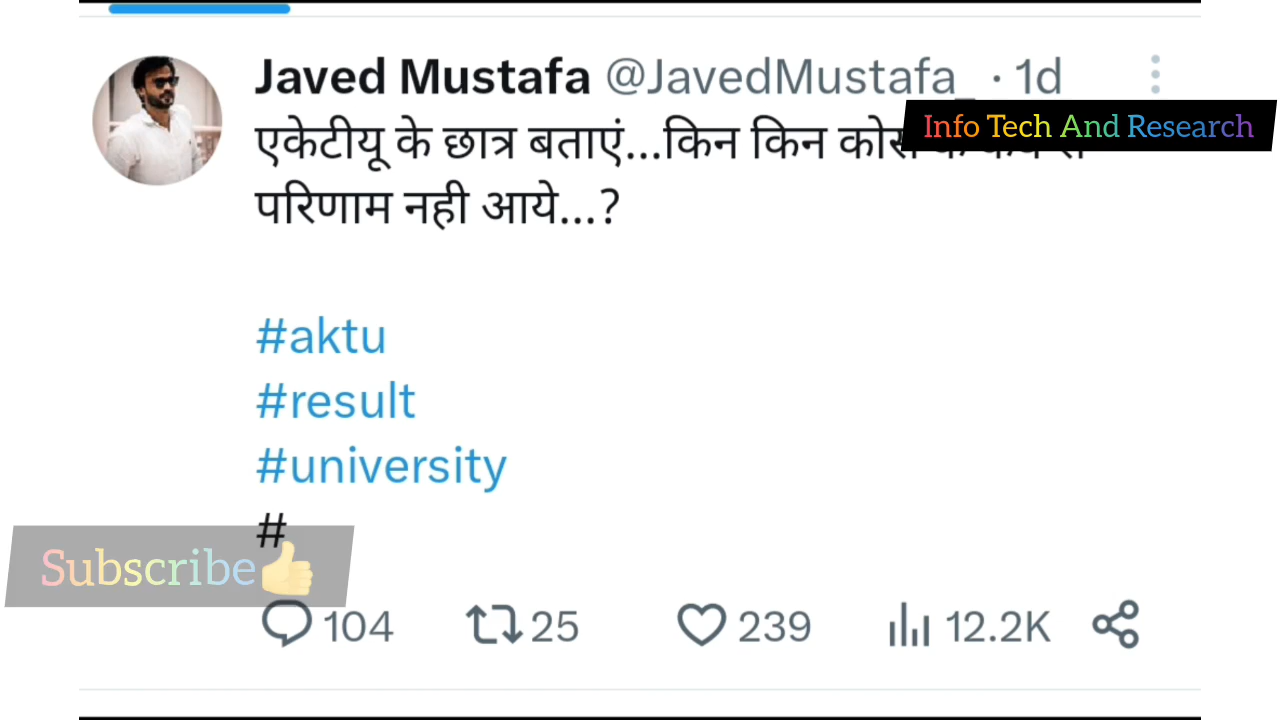 Javed Mustafa @JavedMustafa_ · 1d
Info Tech And Research
एकेटीयू के छात्र बताएं...किन किन
परिणाम नही आये...?
#aktu
#result
#university
#
Subscribe👍
104 25 239 12.2K